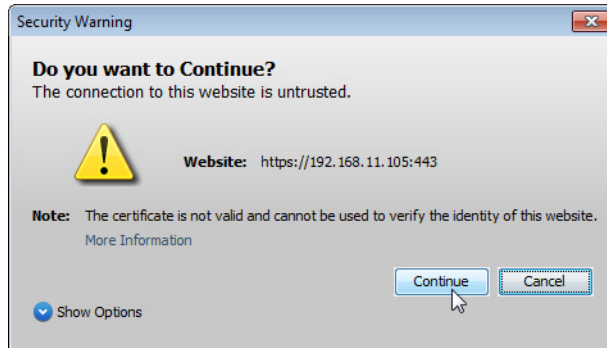 Security Warning
Do you want to Continue?
The connection to this website is untrusted.
Website: https://192.168.11.105:443
Note: The certificate is not valid and cannot be used to verify the identity of this website.
More Information
Continue Cancel
Show Options